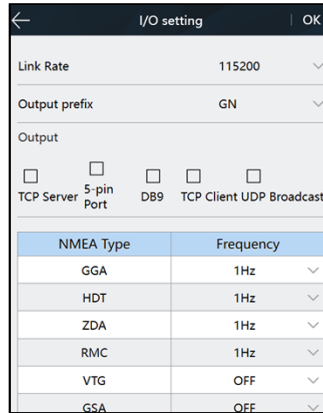 I/O setting OK
Link Rate 115200
Output prefix GN
Output
TCP Server 5-pin Port DB9 TCP Client UDP Broadcast
NMEA Type Frequency
GGA 1Hz
HDT 1Hz
ZDA 1Hz
RMC 1Hz
VTG OFF
GSA OFF